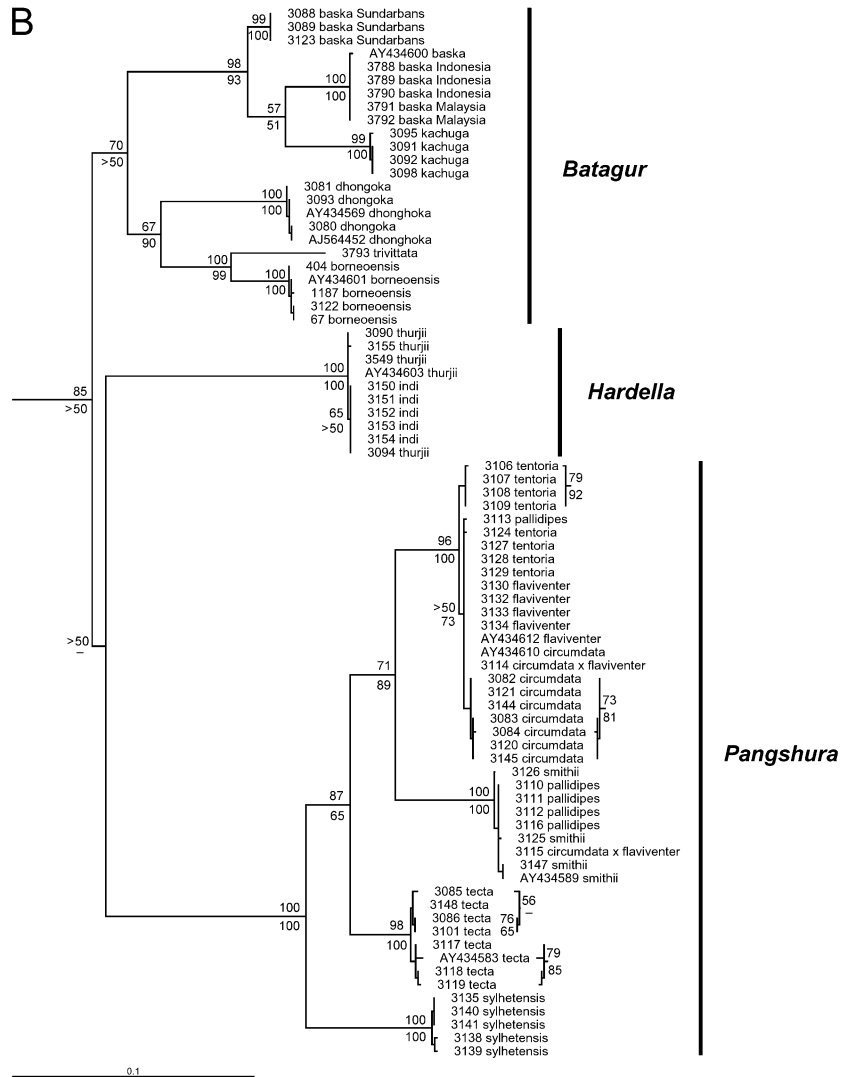 B
3088 baska Sundarbans
99
3089 baska Sundarbans
100
3123 baska Sundarbans
AY434600 baska
98
3788 baska Indonesia
93
100
3789 baska Indonesia
100
3790 baska Indonesia
57
3791 baska Malaysia
51
3792 baska Malaysia
3095 kachuga
99
3091 kachuga
70
100
3092 kachuga
>50
3098 kachuga
Batagur
3081 dhongoka
100
3093 dhongoka
100
AY434569 dhonghoka
67
3080 dhongoka
90
AJ564452 dhonghoka
3793 trivittata
100
404 borneoensis
99
100
AY434601 borneoensis
100
1187 borneoensis
3122 borneoensis
67 borneoensis
3090 thurjii
3155 thurjii
3549 thurjii
100
AY434603 thurjii
100
3150 indi
85
3151 indi
>50
65
3152 indi
>50
3153 indi
3154 indi
3094 thurjii
Hardella
3106 tentoria
3107 tentoria
79
3108 tentoria
92
3109 tentoria
3113 pallidipes
3124 tentoria
96
3127 tentoria
100
3128 tentoria
3129 tentoria
3130 flaviventer
3132 flaviventer
>50
3133 flaviventer
73
3134 flaviventer
AY434612 flaviventer
>50
–
AY434610 circumdata
71
3114 circumdata x flaviventer
89
3082 circumdata
3121 circumdata
73
3144 circumdata
81
3083 circumdata
3084 circumdata
3120 circumdata
3145 circumdata
Pangshura
3126 smithii
3110 pallidipes
100
3111 pallidipes
100
3112 pallidipes
87
3116 pallidipes
65
3125 smithii
3115 circumdata x flaviventer
3147 smithii
AY434589 smithii
3085 tecta
56
–
3148 tecta
100
3086 tecta
76
100
98
3101 tecta
65
100
3117 tecta
AY434583 tecta
79
3118 tecta
85
3119 tecta
3135 sylhetensis
3140 sylhetensis
100
3141 sylhetensis
100
3138 sylhetensis
3139 sylhetensis
0.1